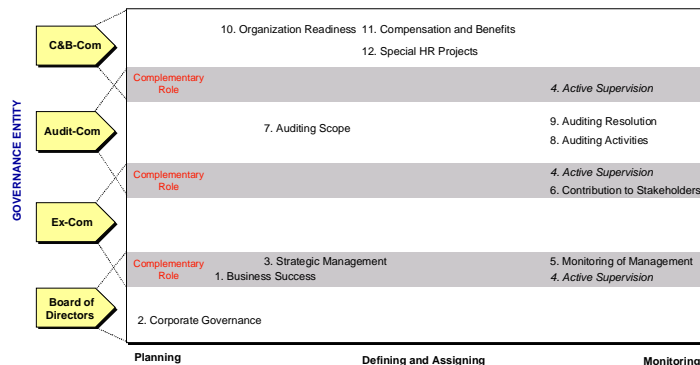 10. Organization Readiness
11. Compensation and Benefits
C&B-Com
12. Special HR Projects
Complementary
Role
4. Active Supervision
GOVERNANCE ENTITY
Audit-Com
7. Auditing Scope
9. Auditing Resolution
8. Auditing Activities
Complementary
Role
4. Active Supervision
6. Contribution to Stakeholders
Ex-Com
Complementary
Role
3. Strategic Management
1. Business Success
5. Monitoring of Management
4. Active Supervision
Board of
Directors
2. Corporate Governance
Planning
Defining and Assigning
Monitoring